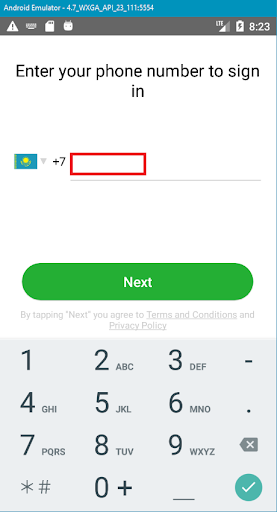 Android Emulator - 4.7_WXGA_API_23_111:5554
LTE 8:23
Enter your phone number to sign
in
+7
Next
By tapping "Next" you agree to Terms and Conditions and
Privacy Policy
1 2 ABC 3 DEF -
4 GHI 5 JKL 6 MNO .
7 PQRS 8 TUV 9 WXYZ
*# 0 + _